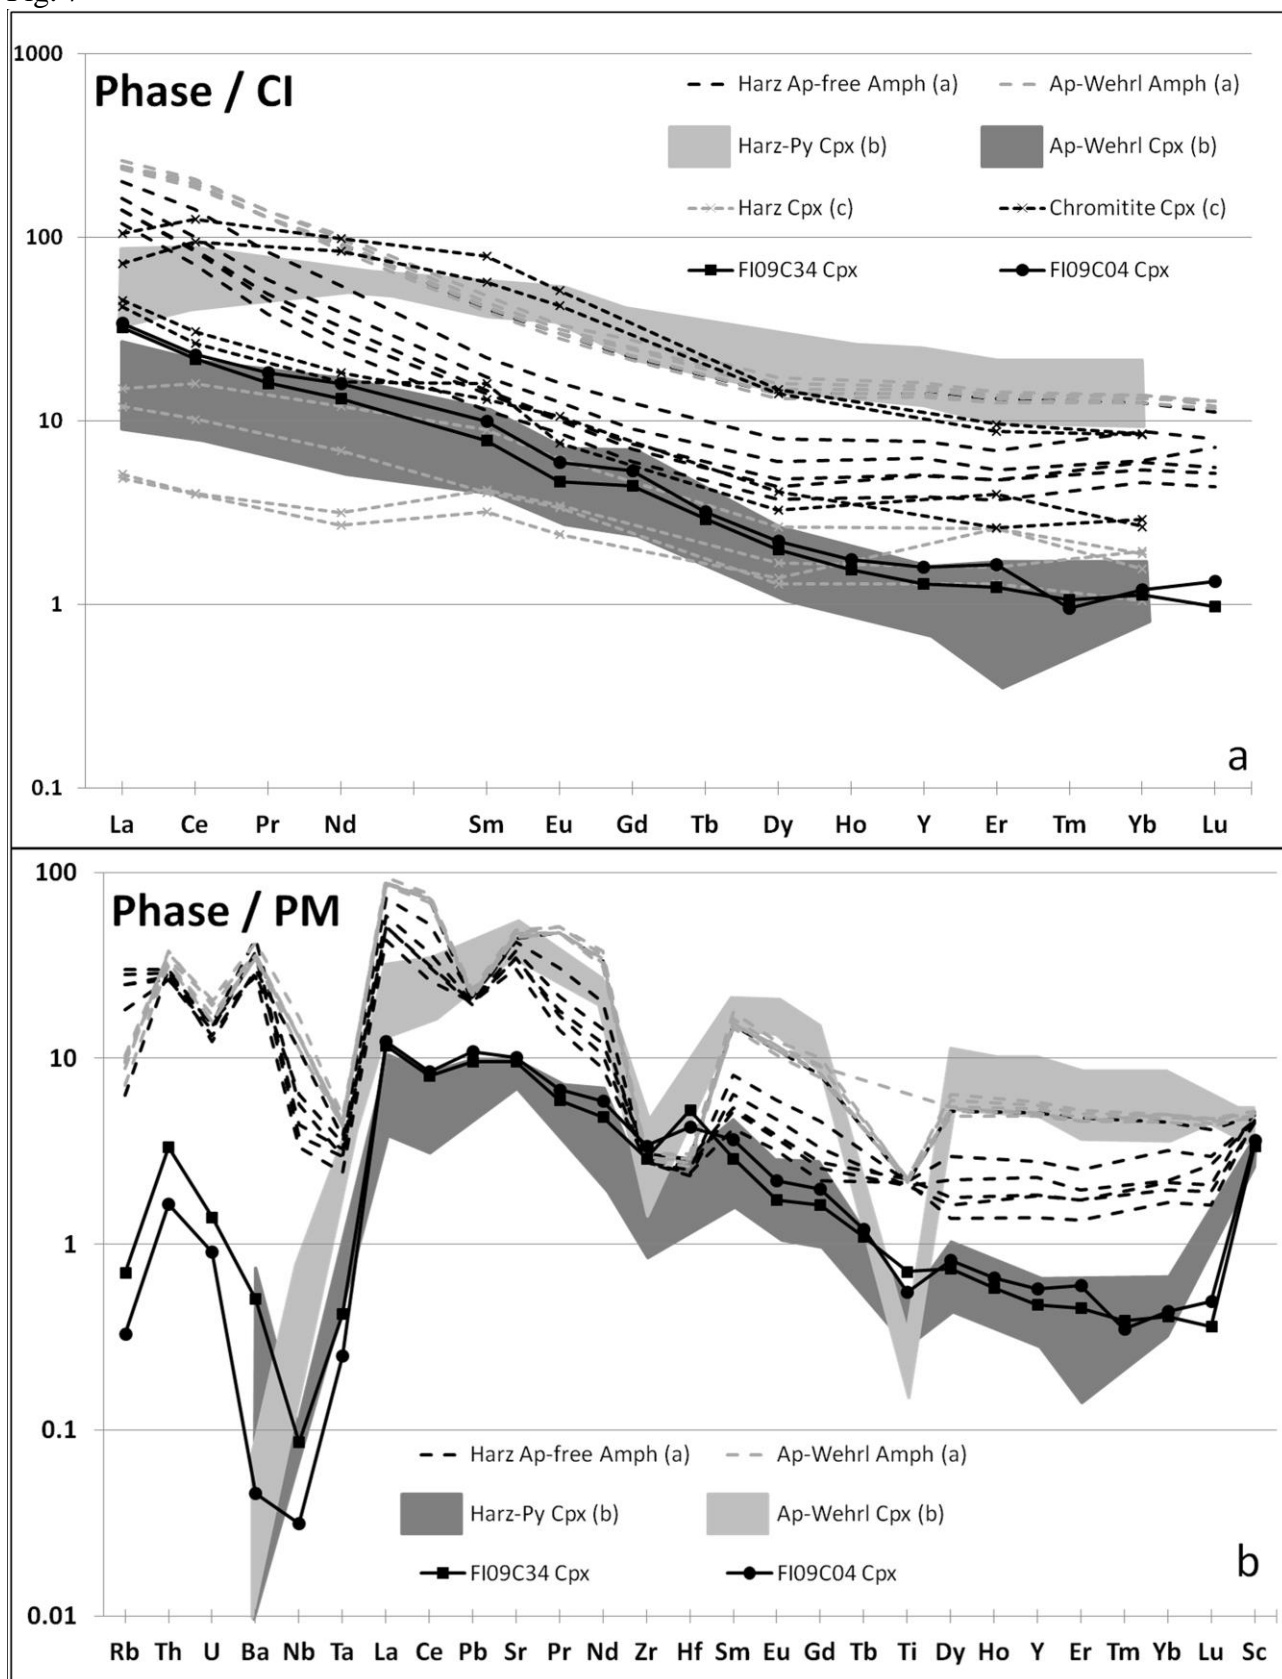 1000
Phase / CI
Harz Ap-free Amph (a)
Ap-Wehrl Amph (a)
Harz-Py Cpx (b)
Ap-Wehrl Cpx (b)
Harz Cpx (c)
Chromitite Cpx (c)
FI09C34 Cpx
FI09C04 Cpx
100
10
1
0.1
a
La Ce Pr Nd Sm Eu Gd Tb Dy Ho Y Er Tm Yb Lu
100
Phase / PM
10
1
0.1
0.01
Harz Ap-free Amph (a)
Ap-Wehrl Amph (a)
Harz-Py Cpx (b)
Ap-Wehrl Cpx (b)
FI09C34 Cpx
FI09C04 Cpx
b
Rb Th U Ba Nb Ta La Ce Pb Sr Pr Nd Zr Hf Sm Eu Gd Tb Ti Dy Ho Y Er Tm Yb Lu Sc